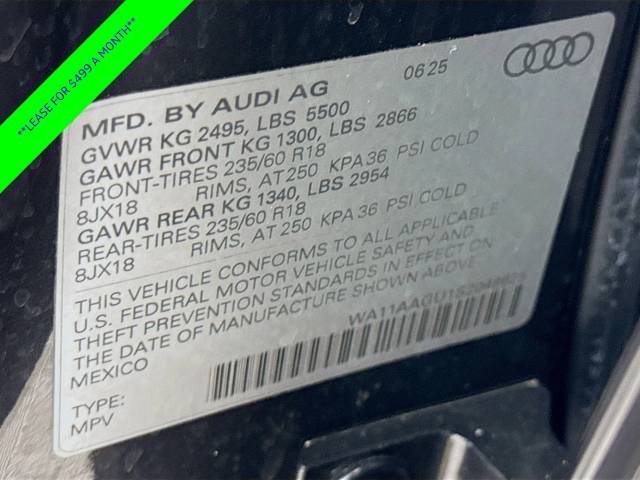 **LEASE FOR $499 A MONTH**
06 25
MFD. BY AUDI AG
GVWR KG 2495, LBS 5500
GAWR FRONT KG 1300, LBS 2866
FRONT-TIRES 235/60 R18
8JX18 RIMS, AT 250 KPA 36 PSI COLD
GAWR REAR KG 1340, LBS 2954
REAR-TIRES 235/60 R18
8JX18 RIMS, AT 250 KPA 36 PSI COLD
THIS VEHICLE CONFORMS TO ALL APPLICABLE
U.S. FEDERAL MOTOR VEHICLE SAFETY AND
THEFT PREVENTION STANDARDS IN EFFECT ON
THE DATE OF MANUFACTURE SHOWN ABOVE
MEXICO
TYPE:
MPV